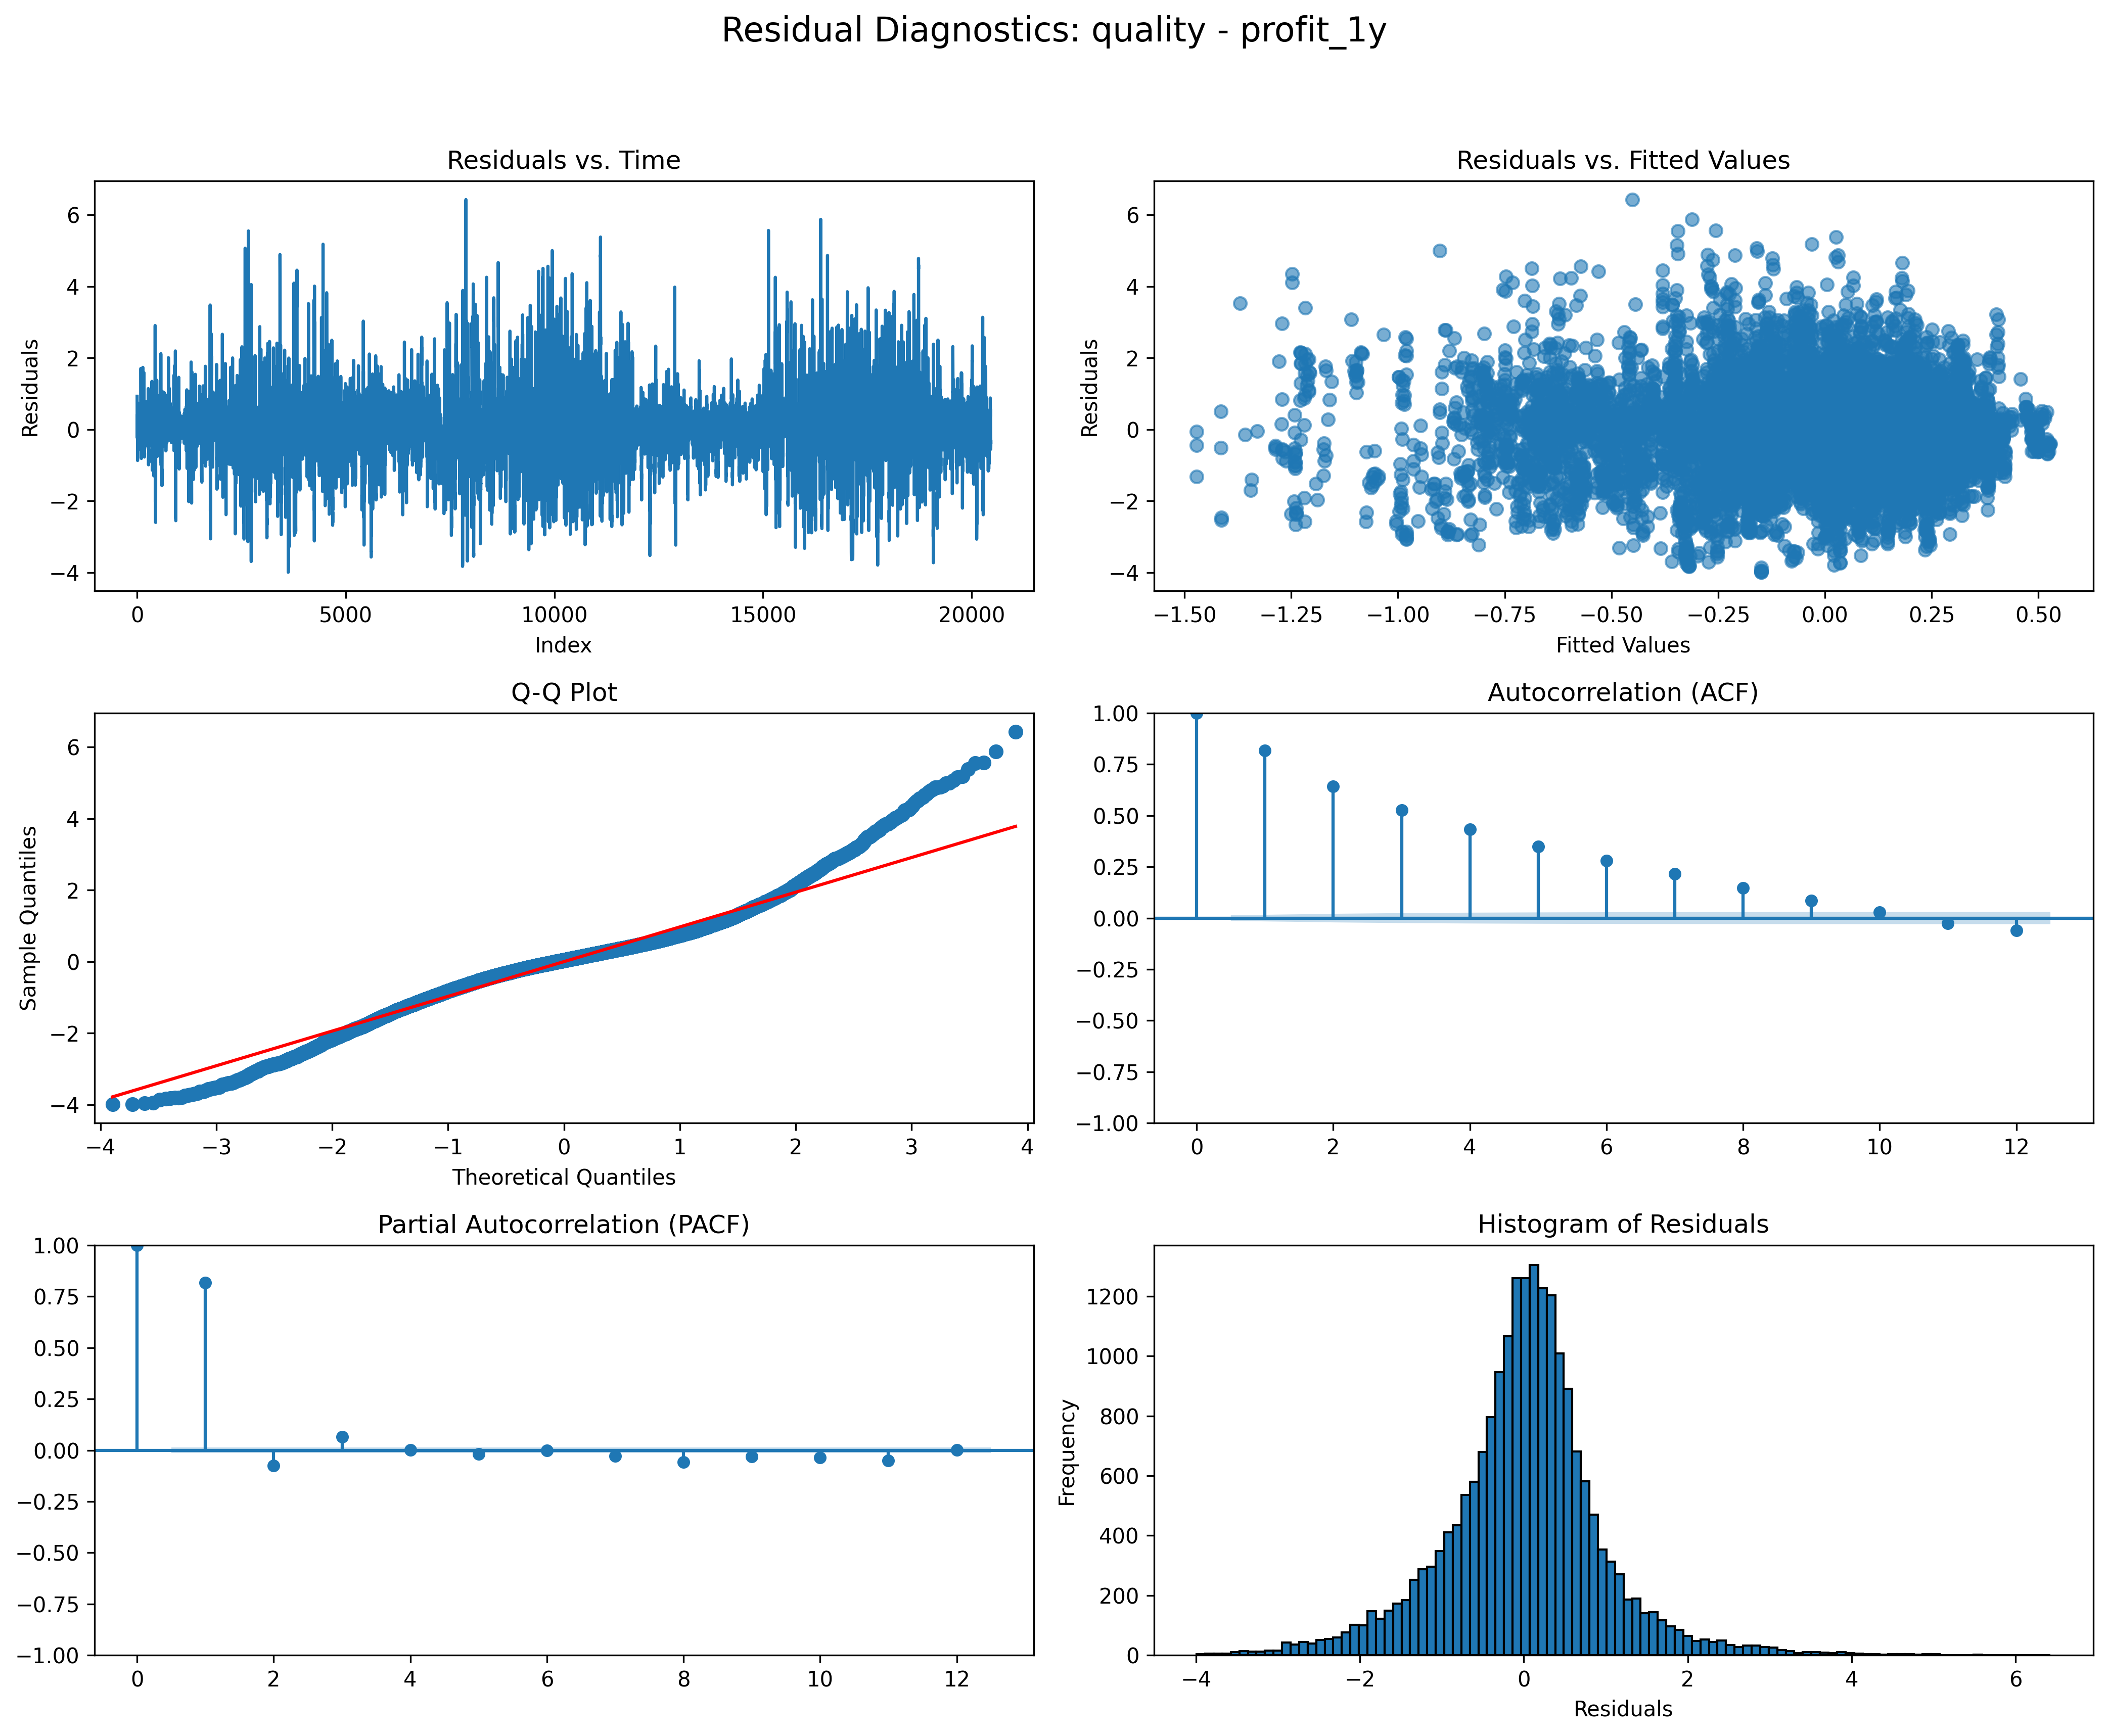 Residual Diagnostics: quality - profit_1y
Residuals vs. Time
Residuals
6
4
2
0
−2
−4
0 5000 10000 15000 20000
Index
Residuals vs. Fitted Values
Residuals
6
4
2
0
−2
−4
−1.50 −1.25 −1.00 −0.75 −0.50 −0.25 0.00 0.25 0.50
Fitted Values
Q-Q Plot
Sample Quantiles
6
4
2
0
−2
−4
−4 −3 −2 −1 0 1 2 3 4
Theoretical Quantiles
Autocorrelation (ACF)
1.00
0.75
0.50
0.25
0.00
−0.25
−0.50
−0.75
−1.00
0 2 4 6 8 10 12
Partial Autocorrelation (PACF)
1.00
0.75
0.50
0.25
0.00
−0.25
−0.50
−0.75
−1.00
0 2 4 6 8 10 12
Histogram of Residuals
Frequency
1200
1000
800
600
400
200
0
−4 −2 0 2 4 6
Residuals